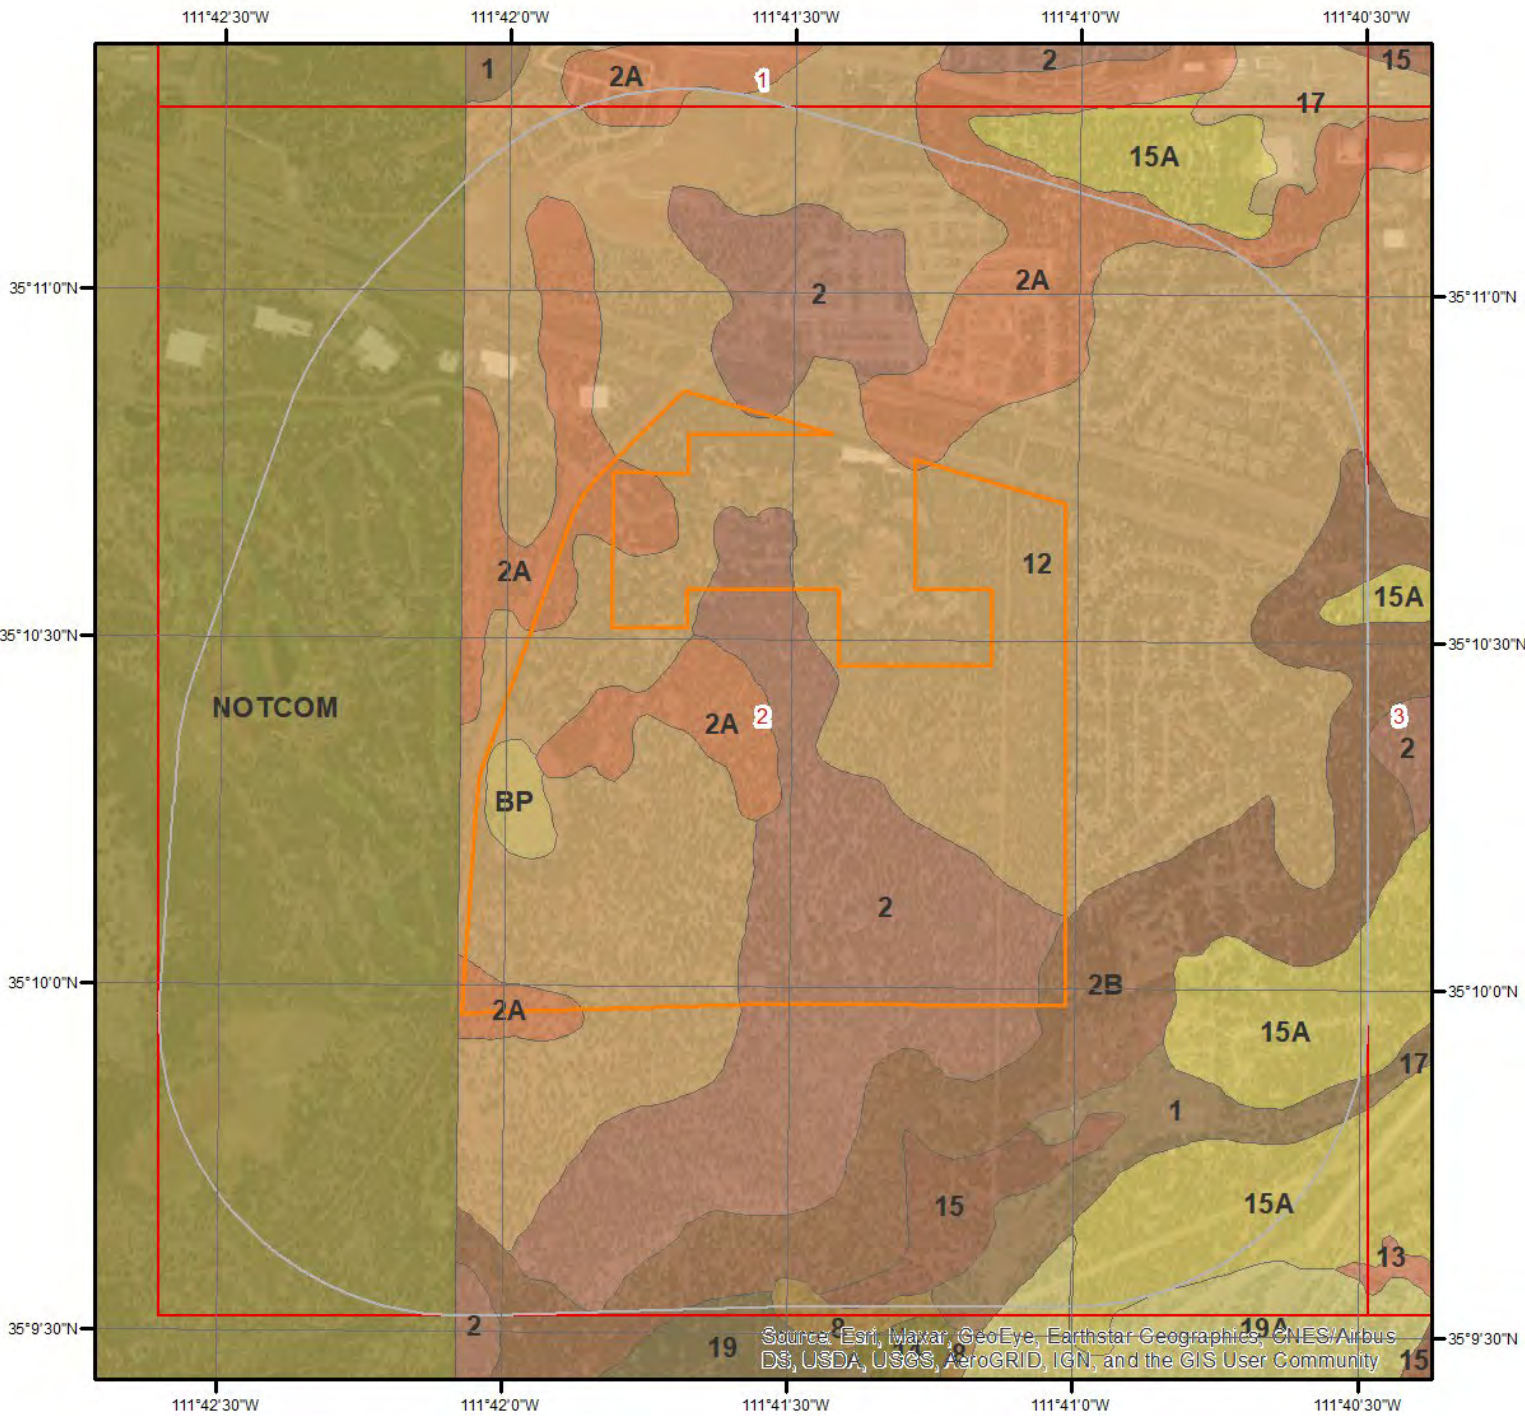 111°42'30"W 111°42'0"W 111°41'30"W 111°41'0"W 111°40'30"W
1 2A 1 2 15
17
15A
2A
35°11'0"N 2 35°11'0"N
12
2A 15A
35°10'30"N 35°10'30"N
NOTCOM 2A 2 3
2
BP
2
35°10'0"N 2A 2B 35°10'0"N
15A
17
1
15 15A
13
2 8 19A
35°9'30"N 35°9'30"N
19 8 15
Source: Esri, Maxar, GeoEye, Earthstar Geographics, CNES/Airbus
DS, USDA, USGS, AeroGRID, IGN, and the GIS User Community
111°42'30"W 111°42'0"W 111°41'30"W 111°41'0"W 111°40'30"W